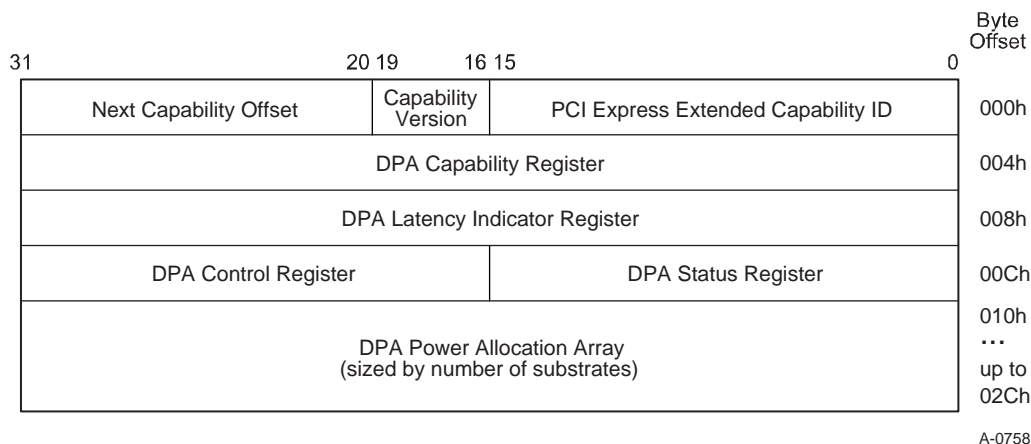 Byte
Offset
31 20 19 16 15 0
Next Capability Offset Capability Version PCI Express Extended Capability ID 000h
DPA Capability Register 004h
DPA Latency Indicator Register 008h
DPA Control Register DPA Status Register 00Ch
010h
...
DPA Power Allocation Array
(sized by number of substrates)
up to
02Ch
A-0758